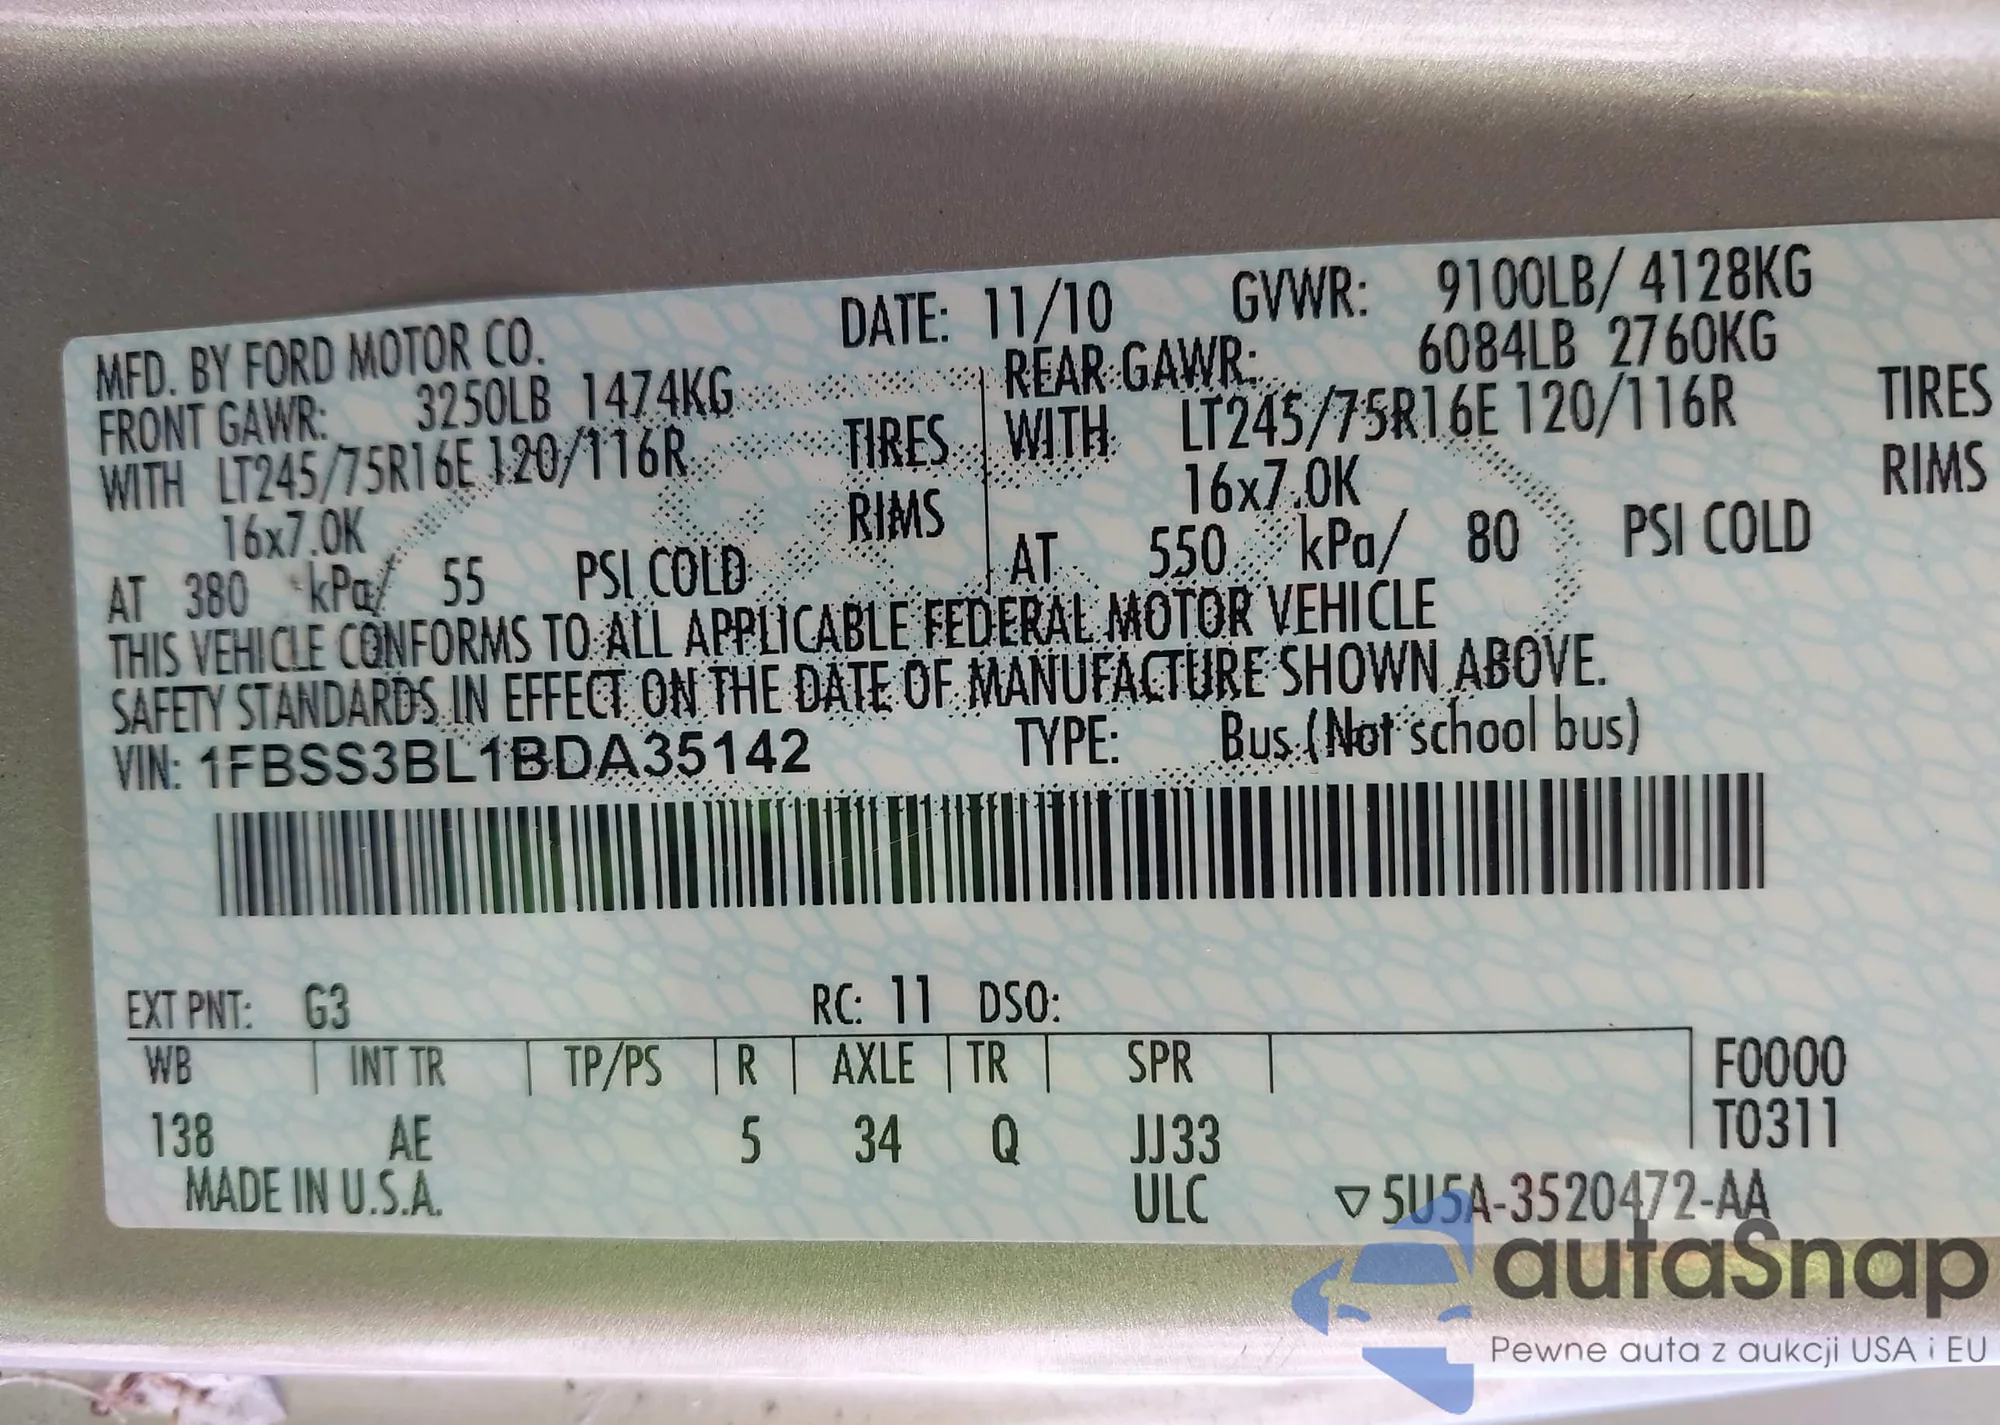 MFD. BY FORD MOTOR CO. DATE: 11/10 GVWR: 9100LB/ 4128KG
FRONT GAWR: 3250LB 1474KG REAR GAWR: 6084LB 2760KG
WITH LT245/75R16E 120/116R TIRES WITH LT245/75R16E 120/116R TIRES
16x7.0K RIMS 16x7.0K RIMS
AT 380 kPa/ 55 PSI COLD AT 550 kPa/ 80 PSI COLD
THIS VEHICLE CONFORMS TO ALL APPLICABLE FEDERAL MOTOR VEHICLE
SAFETY STANDARDS IN EFFECT ON THE DATE OF MANUFACTURE SHOWN ABOVE.
VIN: 1FBSS3BL1BDA35142 TYPE: Bus (Not school bus)
EXT PNT: G3 RC: 11 DSO:
WB INT TR TP/PS R AXLE TR SPR F0000
138 AE 5 34 Q JJ33 T0311
MADE IN U.S.A. ULC ▽5U5A-3520472-AA
autaSnap
Pewne auta z aukcji USA i EU